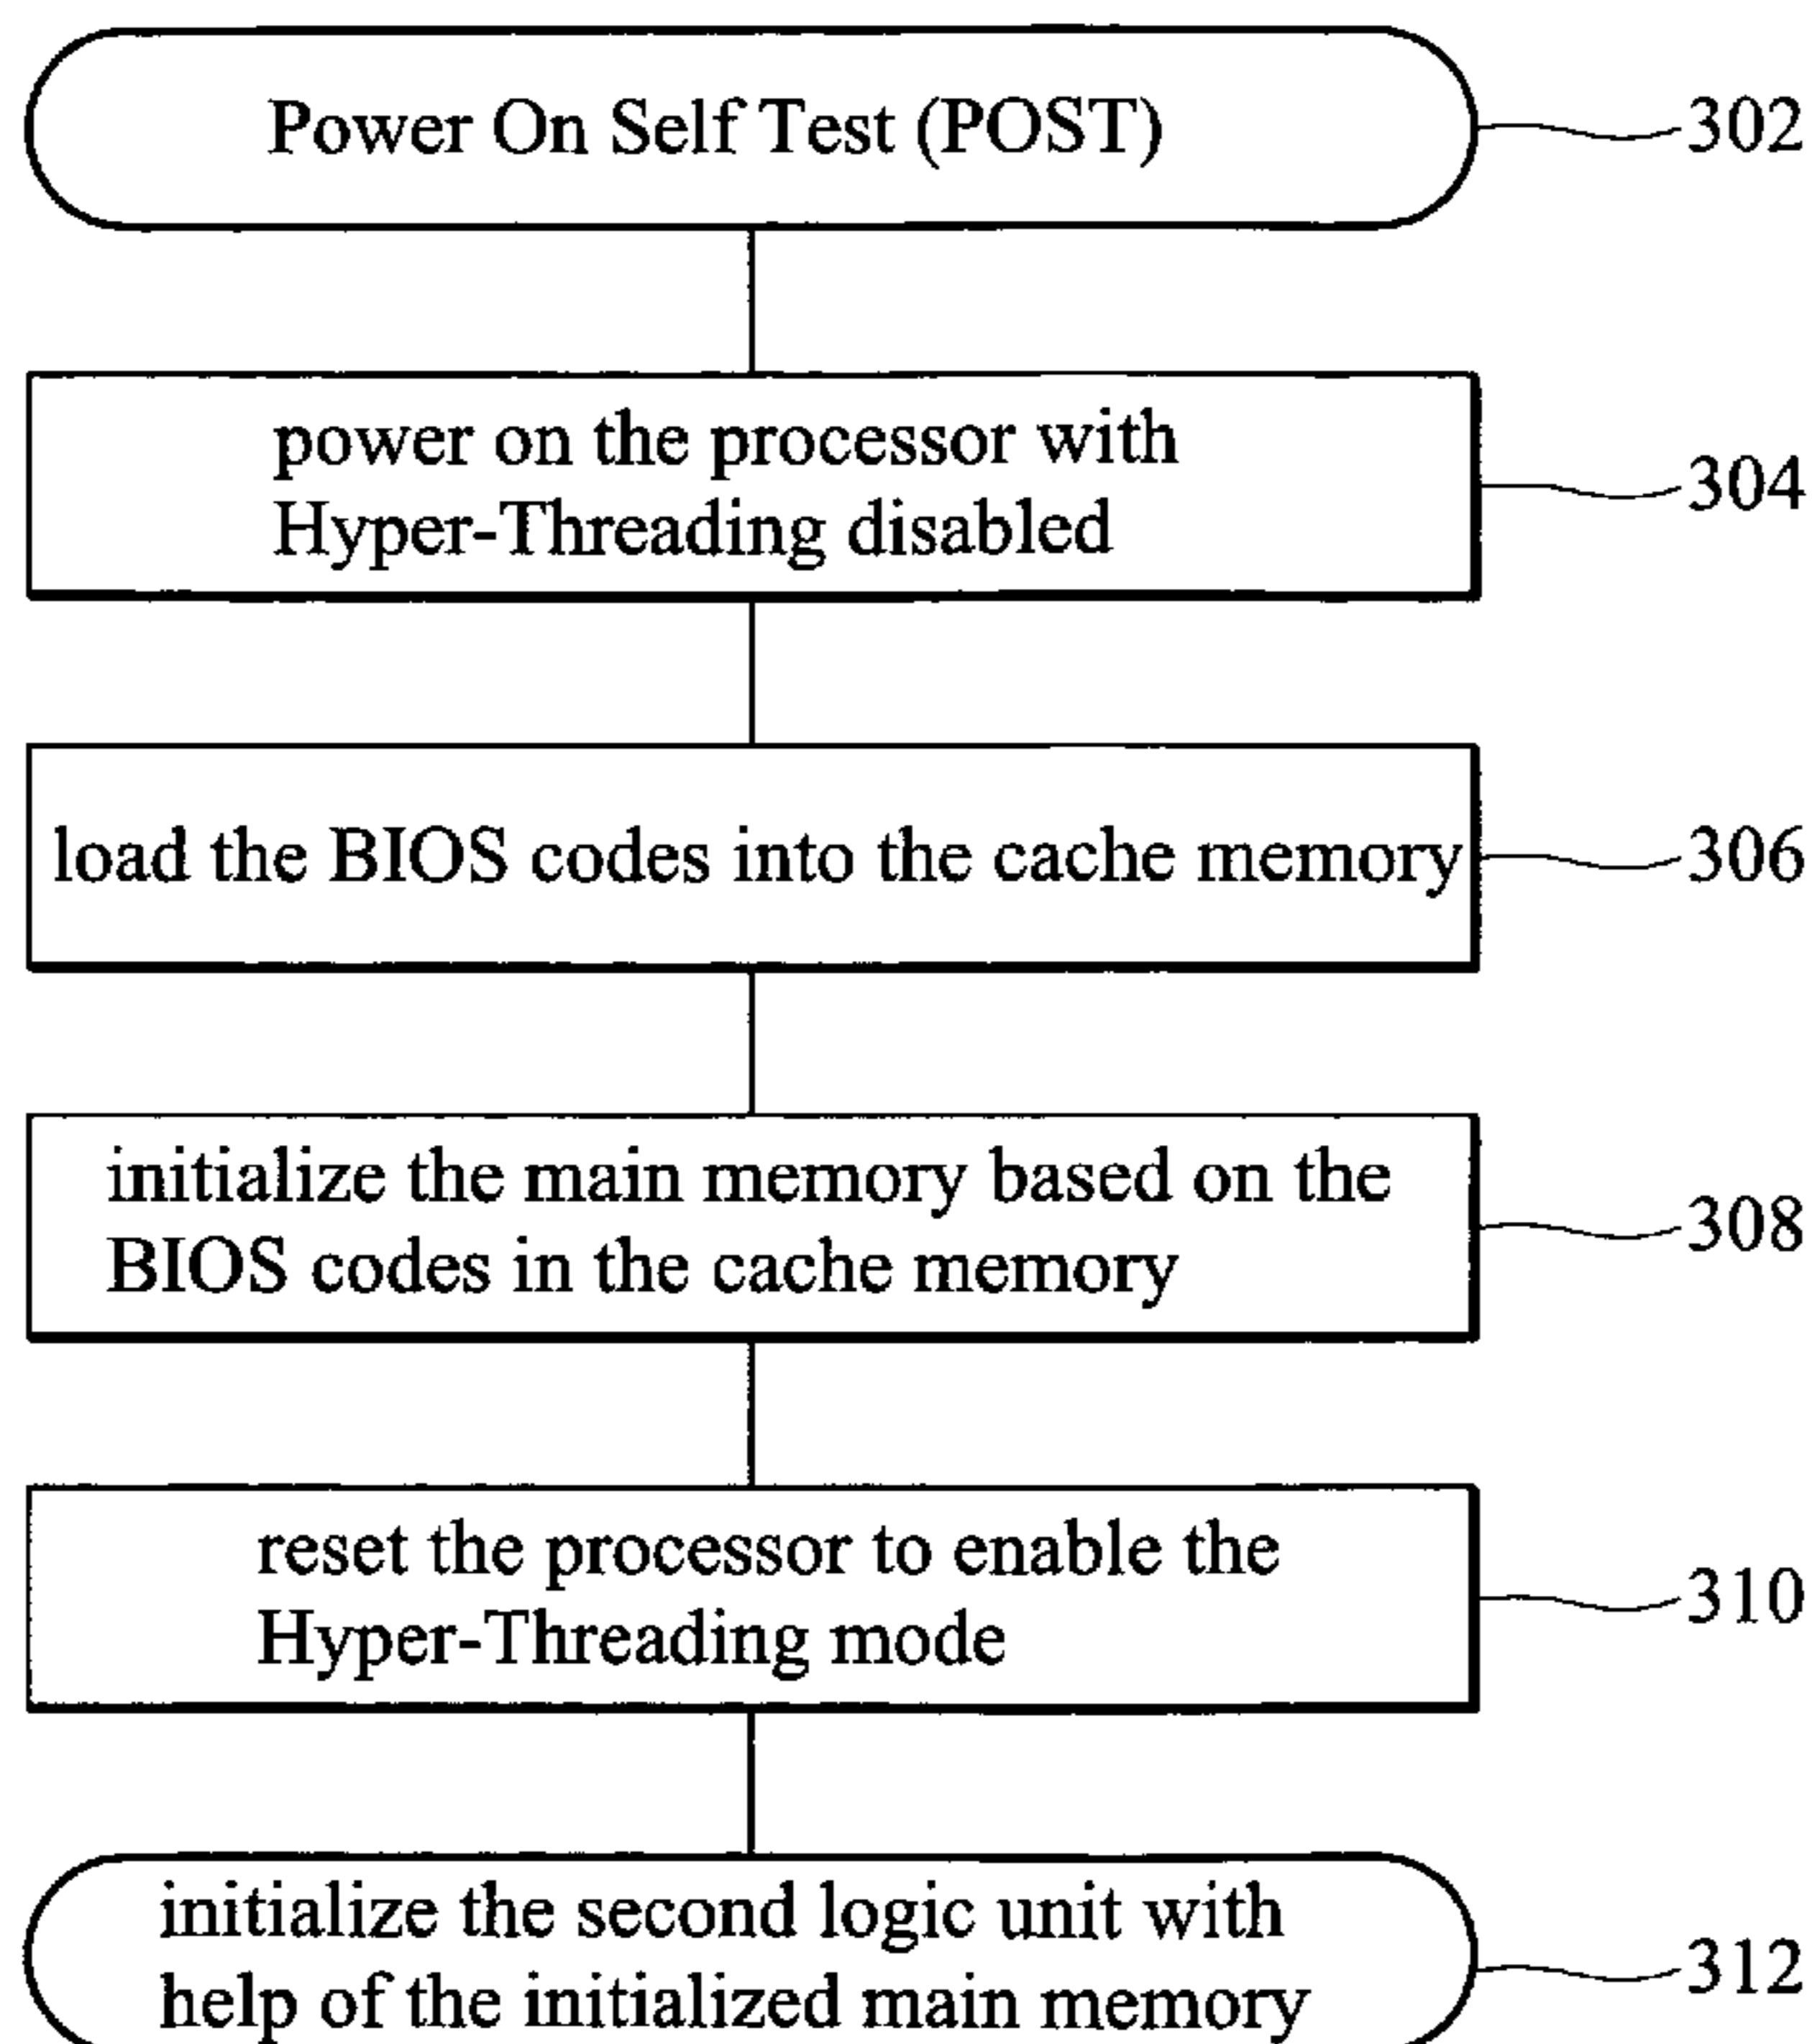 Power On Self Test (POST)
302
power on the processor with
Hyper-Threading disabled
304
load the BIOS codes into the cache memory
306
initialize the main memory based on the
BIOS codes in the cache memory
308
reset the processor to enable the
Hyper-Threading mode
310
initialize the second logic unit with
help of the initialized main memory
312